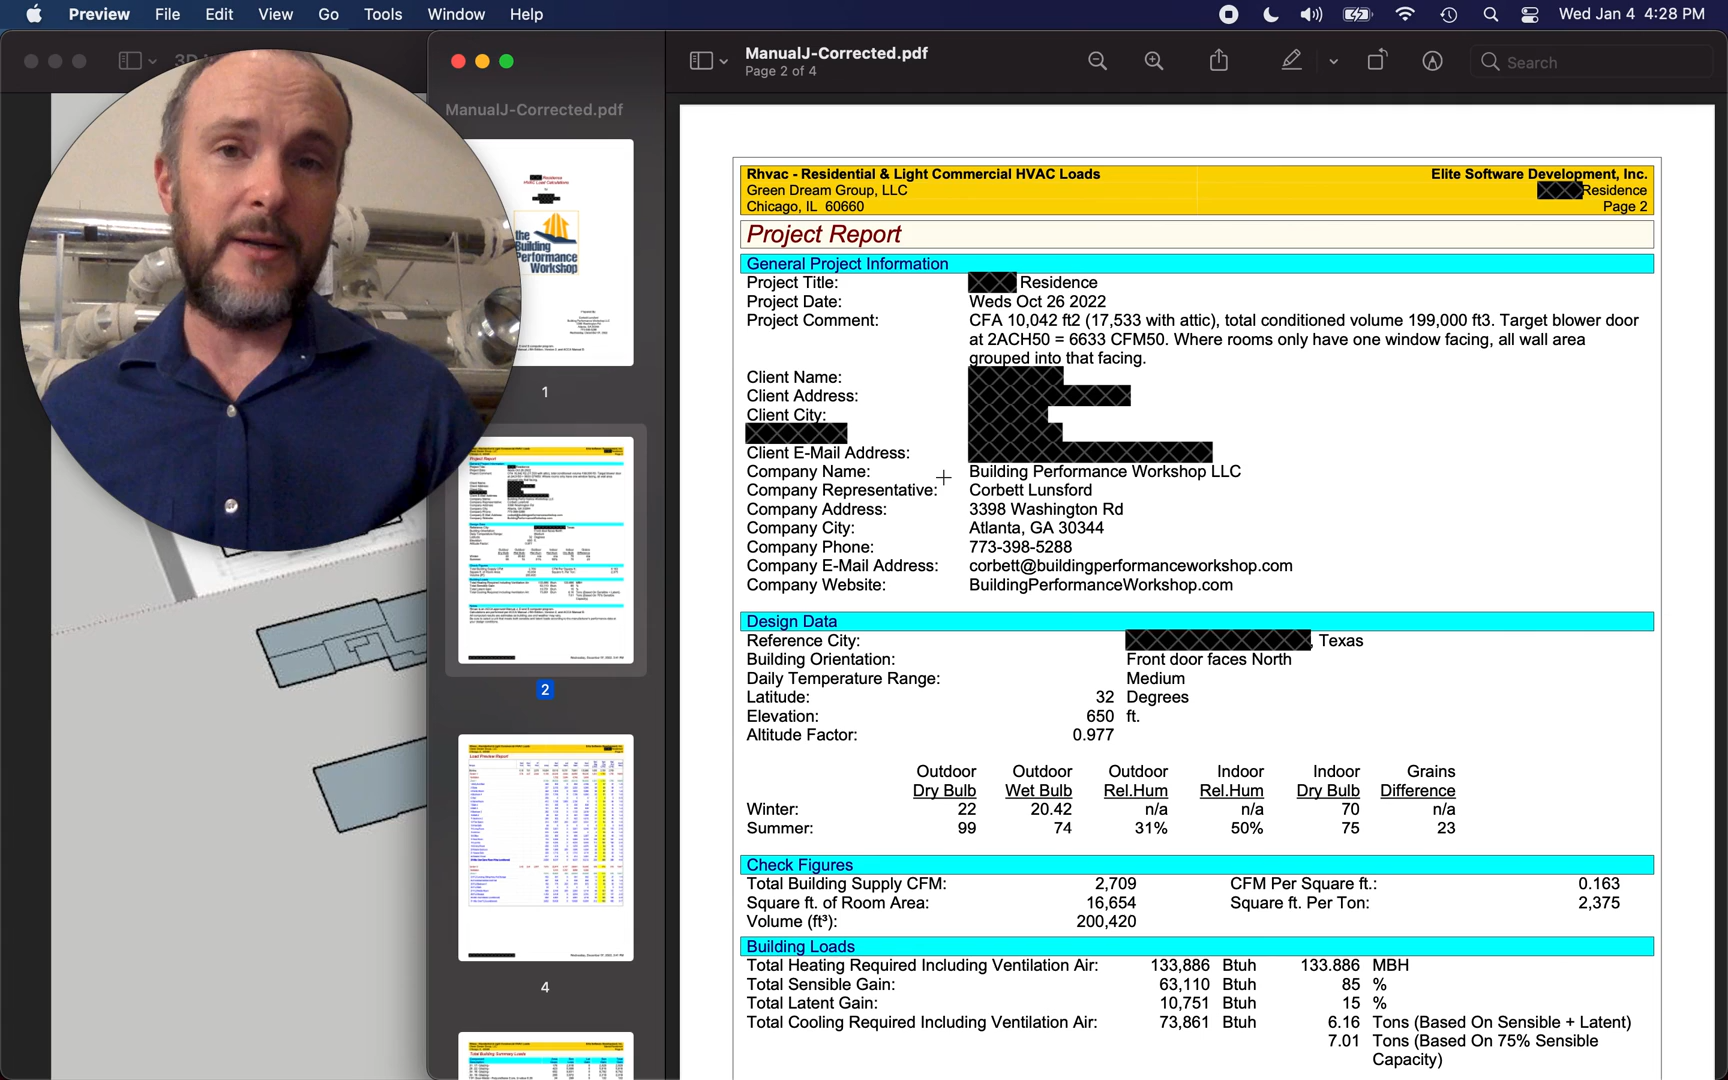 Preview File Edit View Go Tools Window Help
Wed Jan 4 4:28 PM
ManualJ-Corrected.pdf
Page 2 of 4
Search
ManualJ-Corrected.pdf
the
Building
Performance
Workshop
1
2
4
Rhvac - Residential & Light Commercial HVAC Loads
Elite Software Development, Inc.
Green Dream Group, LLC
Residence
Chicago, IL 60660
Page 2
Project Report
General Project Information
Project Title: Residence
Project Date: Weds Oct 26 2022
Project Comment: CFA 10,042 ft2 (17,533 with attic), total conditioned volume 199,000 ft3. Target blower door
at 2ACH50 = 6633 CFM50. Where rooms only have one window facing, all wall area
grouped into that facing.
Client Name:
Client Address:
Client City:
Client E-Mail Address:
Company Name: Building Performance Workshop LLC
Company Representative: Corbett Lunsford
Company Address: 3398 Washington Rd
Company City: Atlanta, GA 30344
Company Phone: 773-398-5288
Company E-Mail Address: corbett@buildingperformanceworkshop.com
Company Website: BuildingPerformanceWorkshop.com
Design Data
Reference City: , Texas
Building Orientation: Front door faces North
Daily Temperature Range: Medium
Latitude: 32 Degrees
Elevation: 650 ft.
Altitude Factor: 0.977
Outdoor Outdoor Outdoor Indoor Indoor Grains
Dry Bulb Wet Bulb Rel.Hum Rel.Hum Dry Bulb Difference
Winter: 22 20.42 n/a n/a 70 n/a
Summer: 99 74 31% 50% 75 23
Check Figures
Total Building Supply CFM: 2,709 CFM Per Square ft.: 0.163
Square ft. of Room Area: 16,654 Square ft. Per Ton: 2,375
Volume (ft³): 200,420
Building Loads
Total Heating Required Including Ventilation Air: 133,886 Btuh 133.886 MBH
Total Sensible Gain: 63,110 Btuh 85 %
Total Latent Gain: 10,751 Btuh 15 %
Total Cooling Required Including Ventilation Air: 73,861 Btuh 6.16 Tons (Based On Sensible + Latent)
7.01 Tons (Based On 75% Sensible
Capacity)